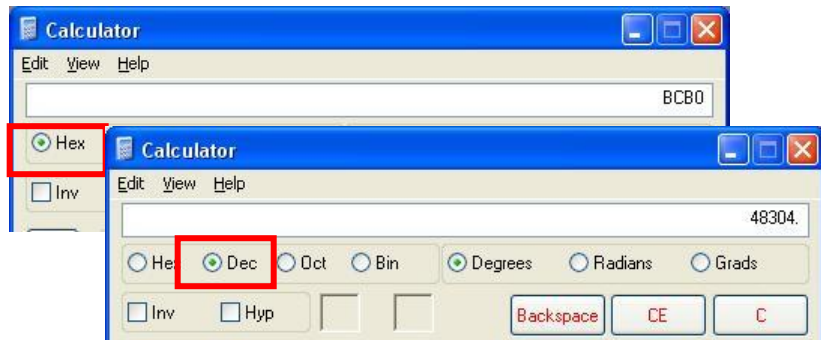 Calculator
Edit View Help
BCB0
Hex
Inv
Calculator
Edit View Help
48304.
Hex Dec Oct Bin Degrees Radians Grads
Inv Hyp Backspace CE C